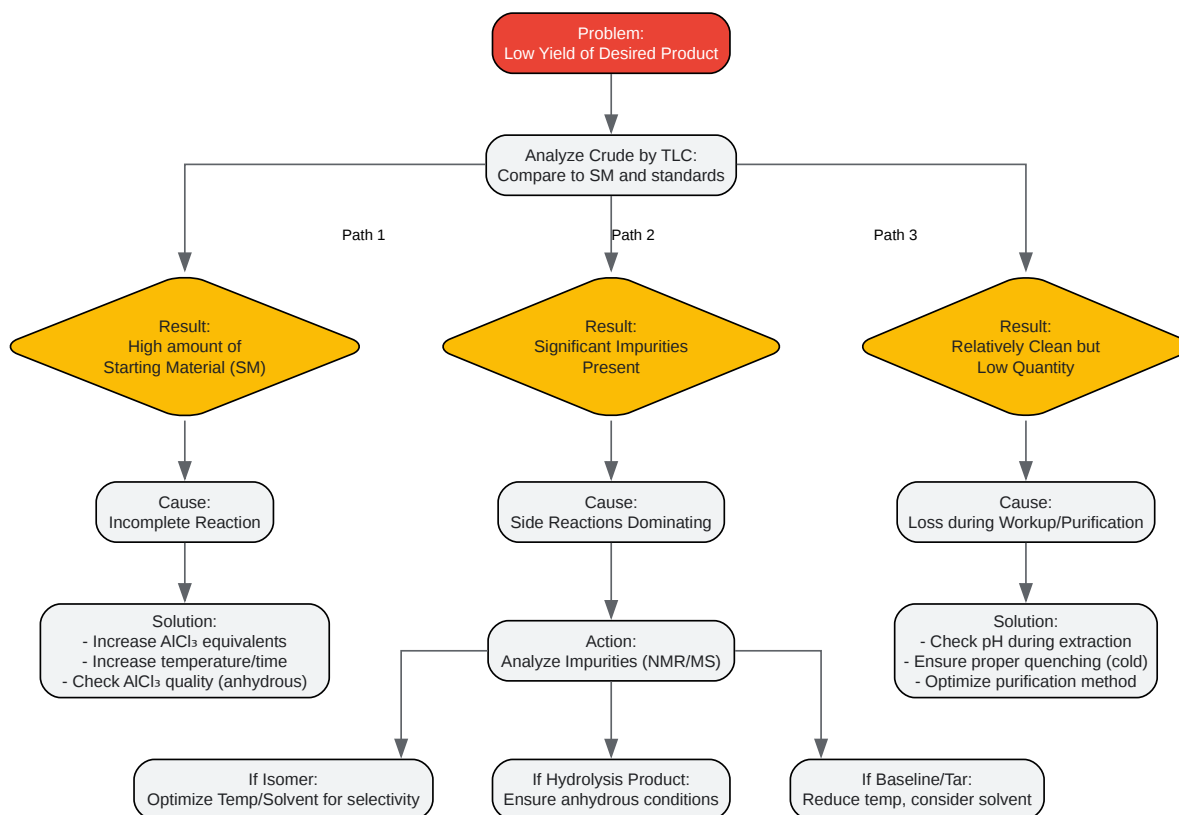 Problem:
Low Yield of Desired Product
Analyze Crude by TLC:
Compare to SM and standards
Path 1
Path 2
Path 3
Result:
High amount of
Starting Material (SM)
Result:
Significant Impurities
Present
Result:
Relatively Clean but
Low Quantity
Cause:
Incomplete Reaction
Cause:
Side Reactions Dominating
Cause:
Loss during Workup/Purification
Solution:
- Increase AlCl₃ equivalents
- Increase temperature/time
- Check AlCl₃ quality (anhydrous)
Action:
Analyze Impurities (NMR/MS)
Solution:
- Check pH during extraction
- Ensure proper quenching (cold)
- Optimize purification method
If Isomer:
Optimize Temp/Solvent for selectivity
If Hydrolysis Product:
Ensure anhydrous conditions
If Baseline/Tar:
Reduce temp, consider solvent